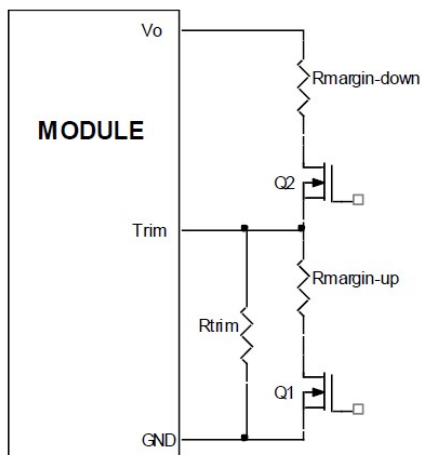 Vo
Rmargin-down
MODULE
Q2
Trim
Rmargin-up
Rtrim
Q1
GND